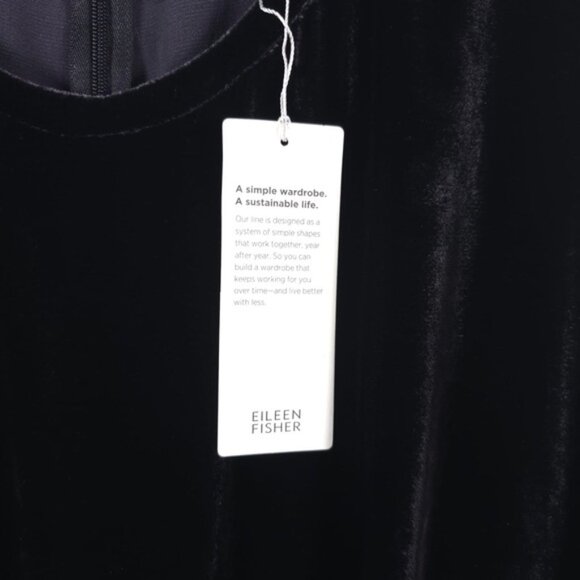 A simple wardrobe.
A sustainable life.
Our line is designed as a
system of simple shapes
that work together, year
after year. So you can
build a wardrobe that
keeps working for you
over time—and live better
with less.
EILEEN
FISHER